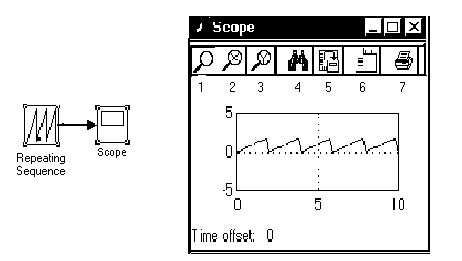 Scope
1 2 3 4 5 6 7
Repeating
Sequence
Scope
5
0
-5
0 5 10
Time offset: 0